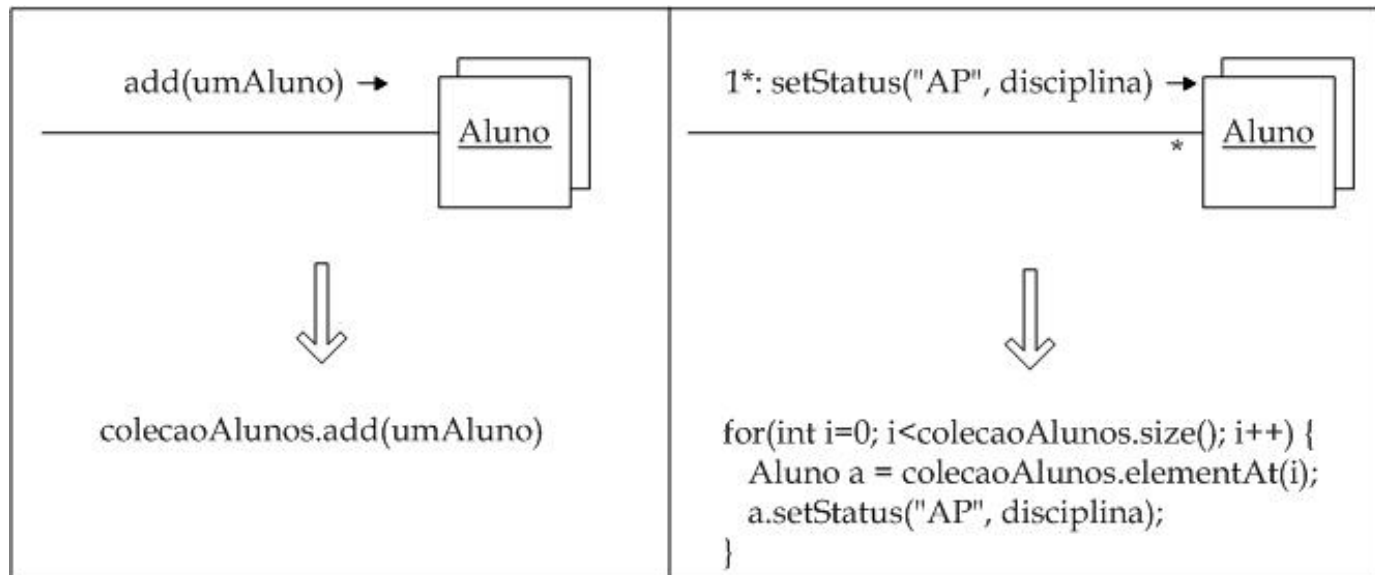 add(umAluno) →
Aluno
colecaoAlunos.add(umAluno)
1*: setStatus("AP", disciplina) →
Aluno
*
for(int i=0; i<colecaoAlunos.size(); i++) {
Aluno a = colecaoAlunos.elementAt(i);
a.setStatus("AP", disciplina);
}